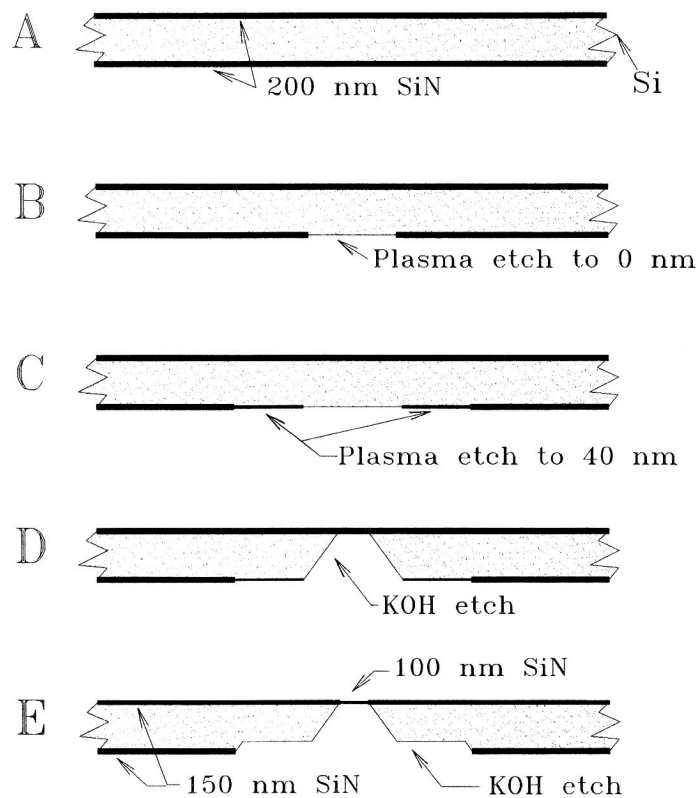 A
200 nm SiN
Si
B
Plasma etch to 0 nm
C
Plasma etch to 40 nm
D
KOH etch
100 nm SiN
E
150 nm SiN
KOH etch